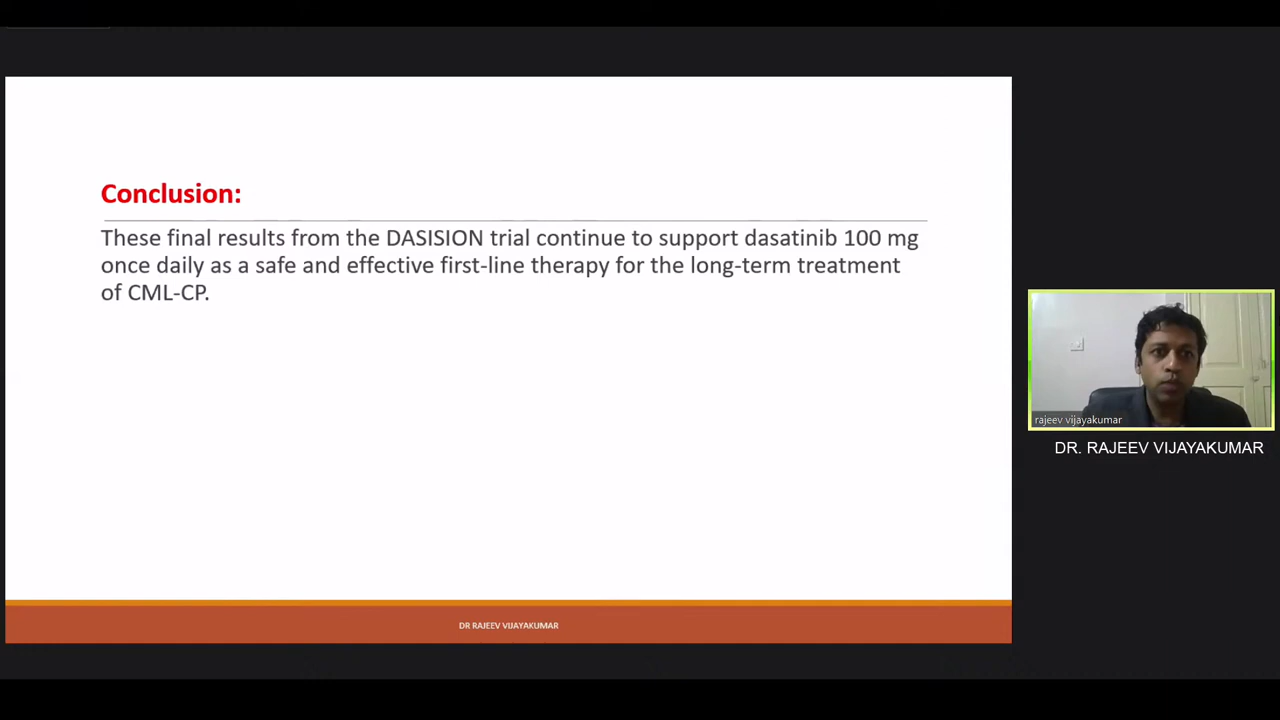 Conclusion:
These final results from the DASISION trial continue to support dasatinib 100 mg
once daily as a safe and effective first-line therapy for the long-term treatment
of CML-CP.
rajeev vijayakumar
DR. RAJEEV VIJAYAKUMAR
DR RAJEEV VIJAYAKUMAR